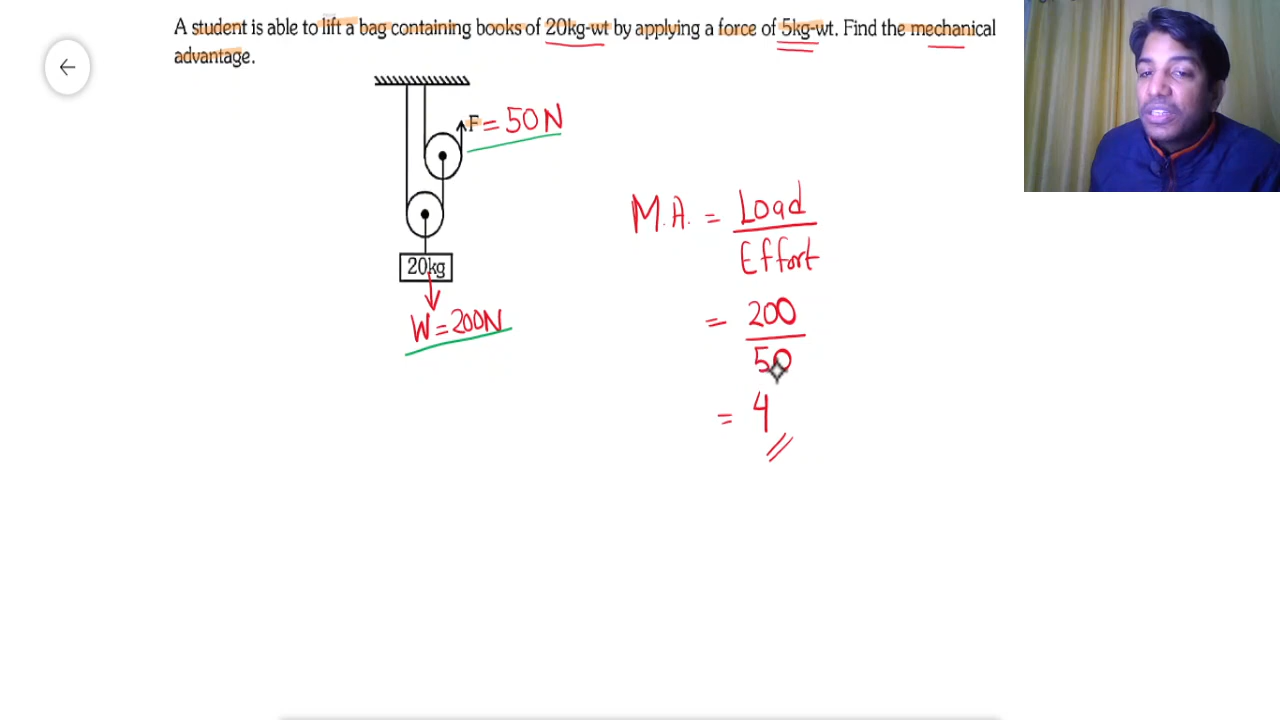 A student is able to lift a bag containing books of 20kg-wt by applying a force of 5kg-wt. Find the mechanical
advantage.
F = 50N
M.A. = Load
Effort
20kg
= 200
50
W=200N
= 4